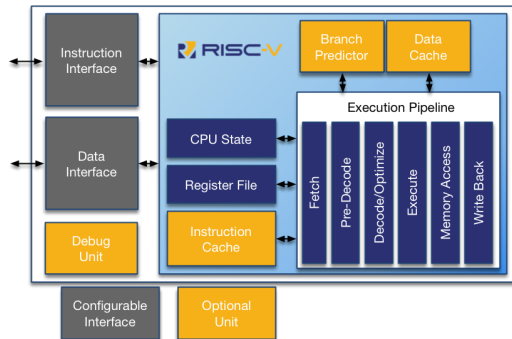 Instruction
Interface
RISC-V
Branch
Predictor
Data
Cache
Execution Pipeline
Data
Interface
CPU State
Register File
Instruction
Cache
Fetch
Pre-Decode
Decode/Optimize
Execute
Memory Access
Write Back
Debug
Unit
Configurable
Interface
Optional
Unit